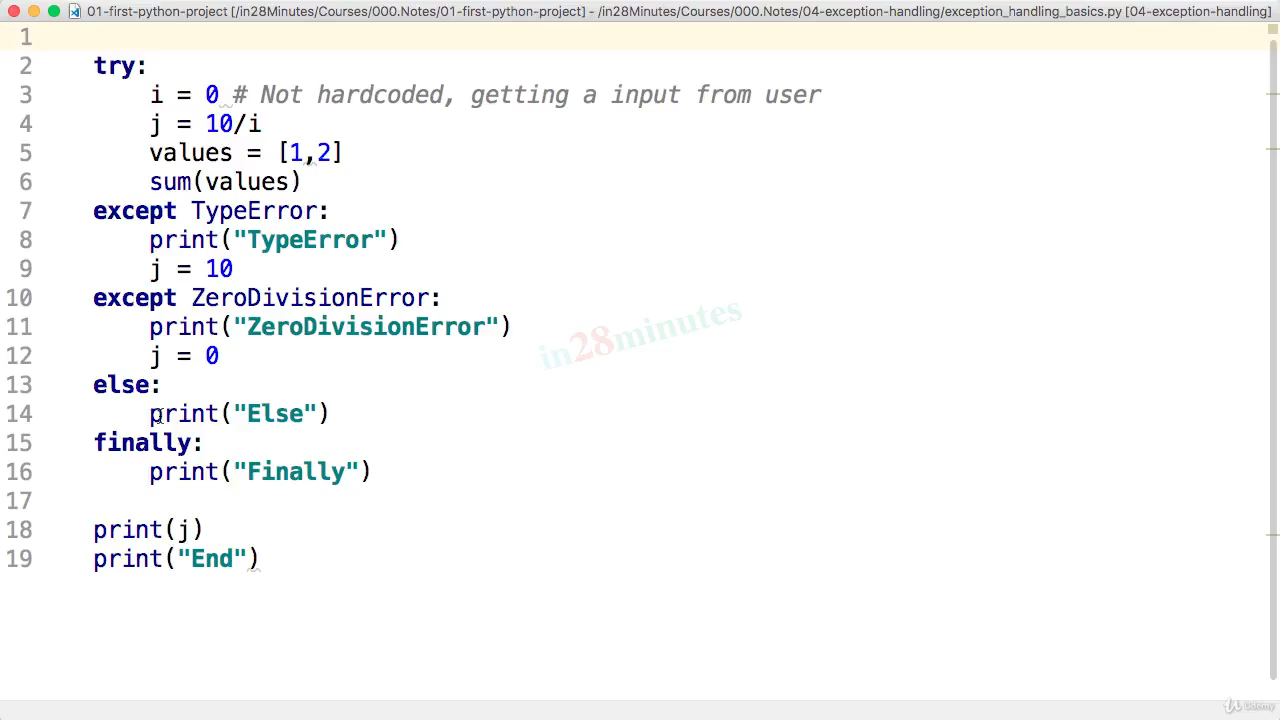 01-first-python-project [/in28Minutes/Courses/000.Notes/01-first-python-project] - /in28Minutes/Courses/000.Notes/04-exception-handling/exception_handling_basics.py [04-exception-handling]
1
2 try:
3 i = 0 # Not hardcoded, getting a input from user
4 j = 10/i
5 values = [1,2]
6 sum(values)
7 except TypeError:
8 print("TypeError")
9 j = 10
10 except ZeroDivisionError:
11 print("ZeroDivisionError")
12 j = 0
13 else:
14 print("Else")
15 finally:
16 print("Finally")
17
18 print(j)
19 print("End")
in28minutes
Udemy